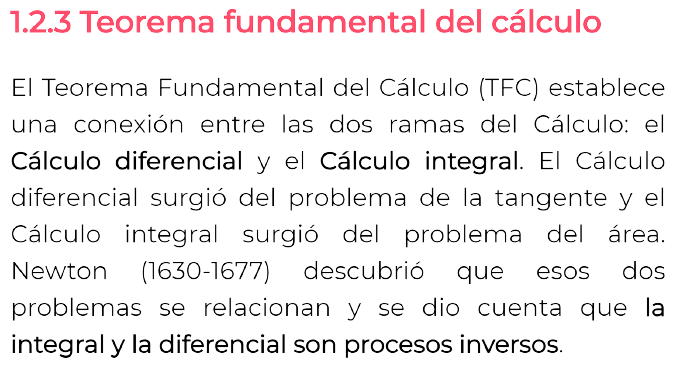 1.2.3 Teorema fundamental del cálculo
El Teorema Fundamental del Cálculo (TFC) establece
una conexión entre las dos ramas del Cálculo: el
Cálculo diferencial y el Cálculo integral. El Cálculo
diferencial surgió del problema de la tangente y el
Cálculo integral surgió del problema del área.
Newton (1630-1677) descubrió que esos dos
problemas se relacionan y se dio cuenta que la
integral y la diferencial son procesos inversos.